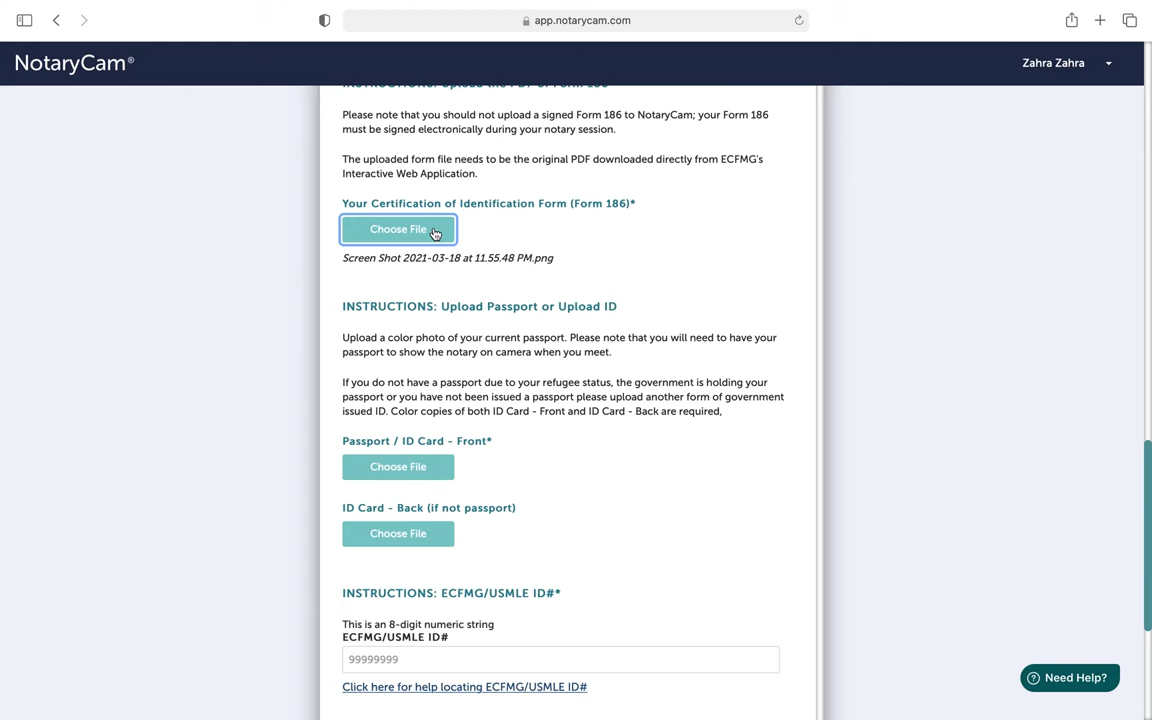 app.notarycam.com
NotaryCam®
Zahra Zahra
INSTRUCTIONS: Upload the PDF of Form 186
Please note that you should not upload a signed Form 186 to NotaryCam; your Form 186
must be signed electronically during your notary session.
The uploaded form file needs to be the original PDF downloaded directly from ECFMG's
Interactive Web Application.
Your Certification of Identification Form (Form 186)*
Choose File
Screen Shot 2021-03-18 at 11.55.48 PM.png
INSTRUCTIONS: Upload Passport or Upload ID
Upload a color photo of your current passport. Please note that you will need to have your
passport to show the notary on camera when you meet.
If you do not have a passport due to your refugee status, the government is holding your
passport or you have not been issued a passport please upload another form of government
issued ID. Color copies of both ID Card - Front and ID Card - Back are required,
Passport / ID Card - Front*
Choose File
ID Card - Back (if not passport)
Choose File
INSTRUCTIONS: ECFMG/USMLE ID#*
This is an 8-digit numeric string
ECFMG/USMLE ID#
99999999
Click here for help locating ECFMG/USMLE ID#
Need Help?